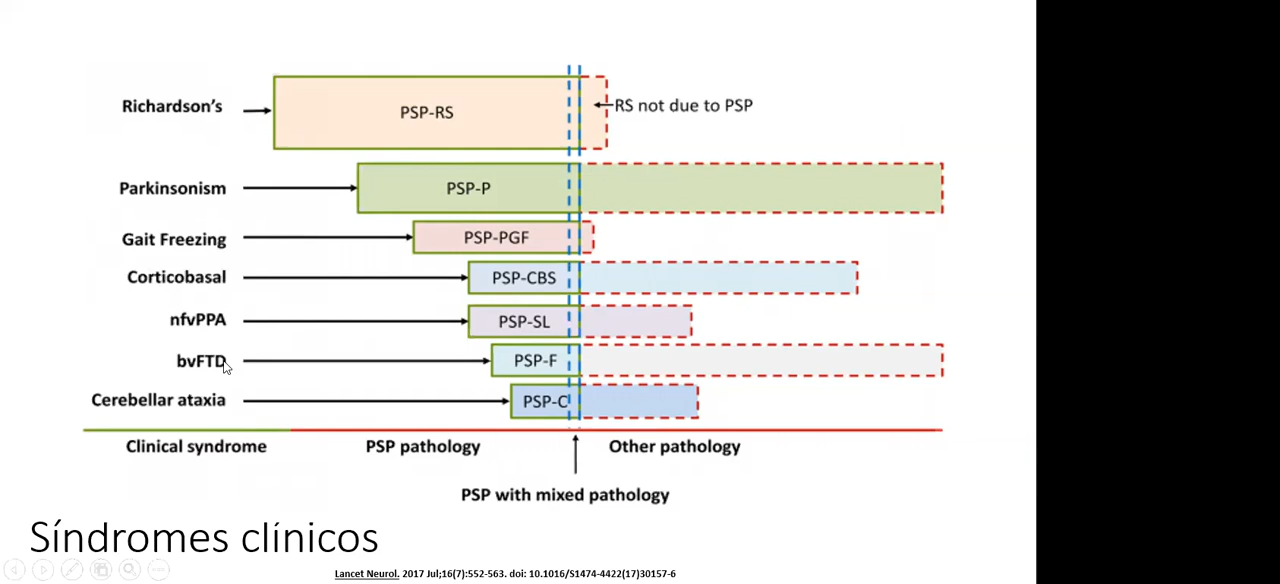 Richardson's
PSP-RS
RS not due to PSP
Parkinsonism
PSP-P
Gait Freezing
PSP-PGF
Corticobasal
PSP-CBS
nfvPPA
PSP-SL
bvFTD
PSP-F
Cerebellar ataxia
PSP-C
Clinical syndrome
PSP pathology
Other pathology
PSP with mixed pathology
Síndromes clínicos
Lancet Neurol. 2017 Jul;16(7):552-563. doi: 10.1016/S1474-4422(17)30157-6